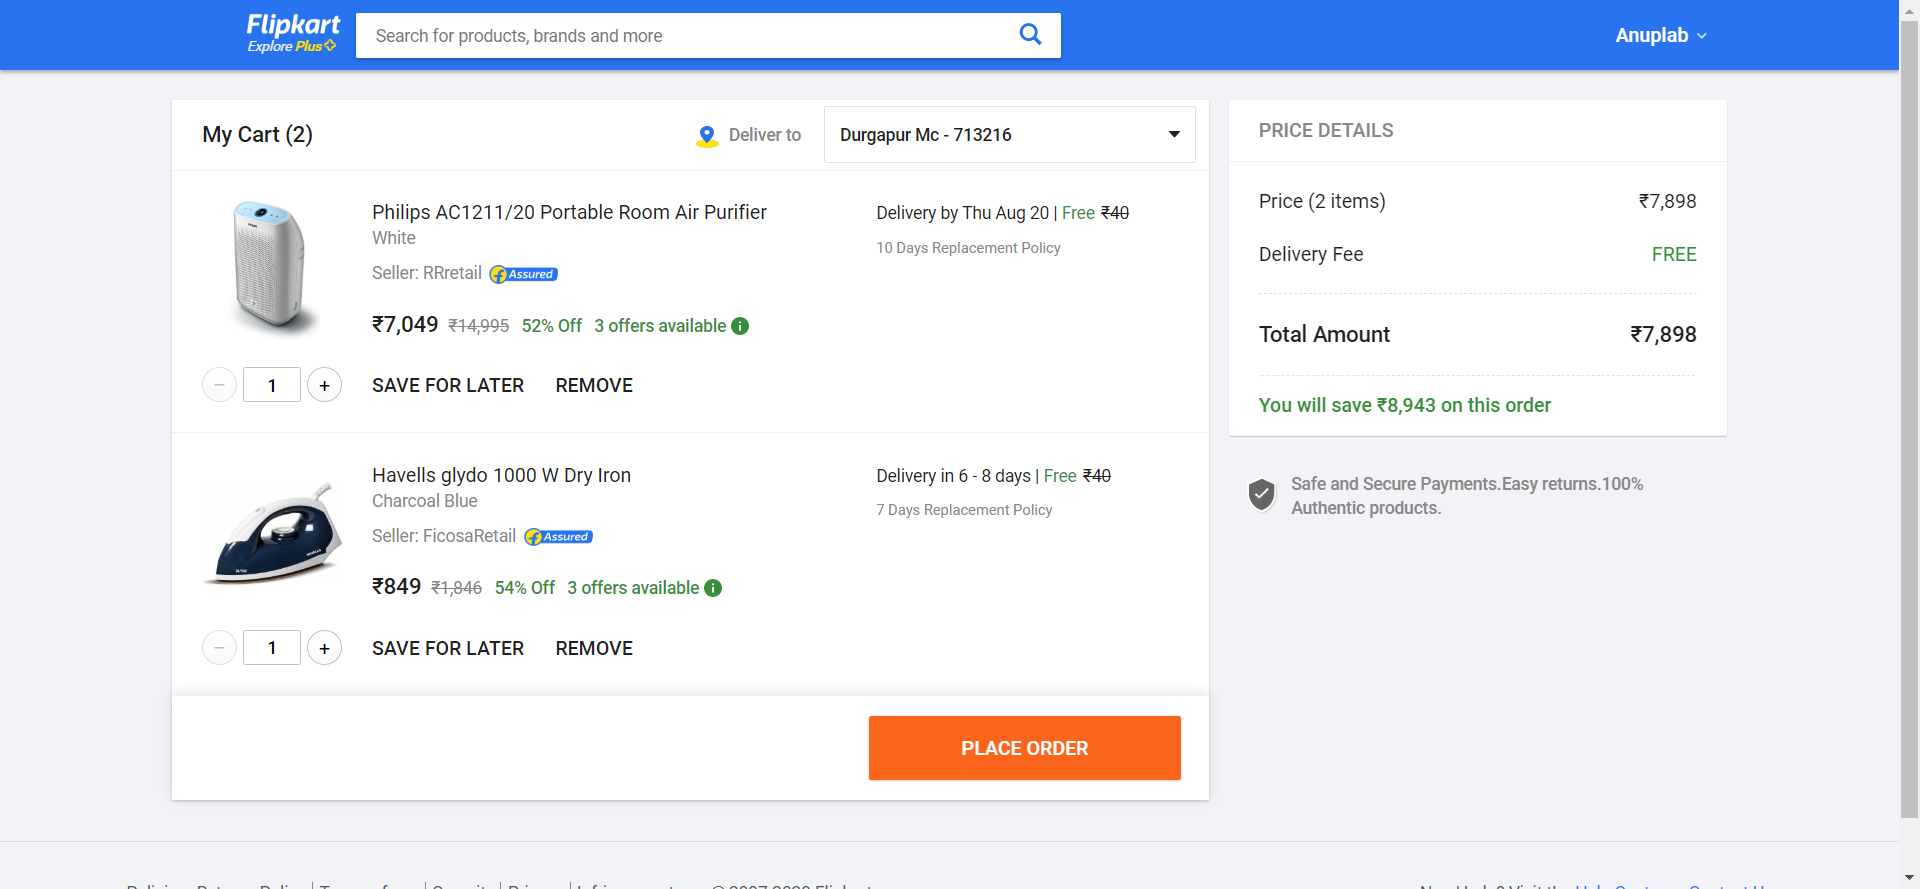 Flipkart
Explore Plus
Search for products, brands and more
Anuplab
My Cart (2)
Deliver to
Durgapur Mc - 713216
Philips AC1211/20 Portable Room Air Purifier
White
Seller: RRretail
Assured
₹7,049 ₹14,995 52% Off 3 offers available
Delivery by Thu Aug 20 | Free ₹40
10 Days Replacement Policy
1
SAVE FOR LATER
REMOVE
Havells glydo 1000 W Dry Iron
Charcoal Blue
Seller: FicosaRetail
Assured
₹849 ₹1,846 54% Off 3 offers available
Delivery in 6 - 8 days | Free ₹40
7 Days Replacement Policy
1
SAVE FOR LATER
REMOVE
PLACE ORDER
PRICE DETAILS
Price (2 items) ₹7,898
Delivery Fee FREE
Total Amount ₹7,898
You will save ₹8,943 on this order
Safe and Secure Payments.Easy returns.100%
Authentic products.